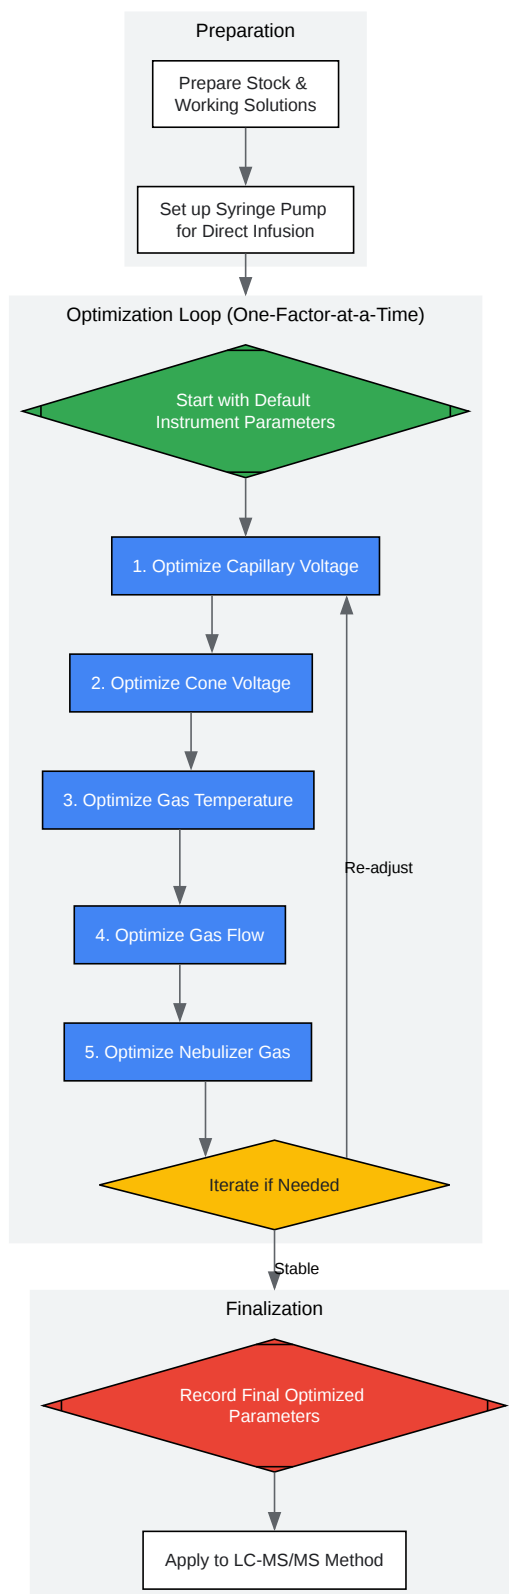 Preparation
Prepare Stock &
Working Solutions
Set up Syringe Pump
for Direct Infusion
Optimization Loop (One-Factor-at-a-Time)
Start with Default
Instrument Parameters
1. Optimize Capillary Voltage
2. Optimize Cone Voltage
3. Optimize Gas Temperature
Re-adjust
4. Optimize Gas Flow
5. Optimize Nebulizer Gas
Iterate if Needed
Stable
Finalization
Record Final Optimized
Parameters
Apply to LC-MS/MS Method